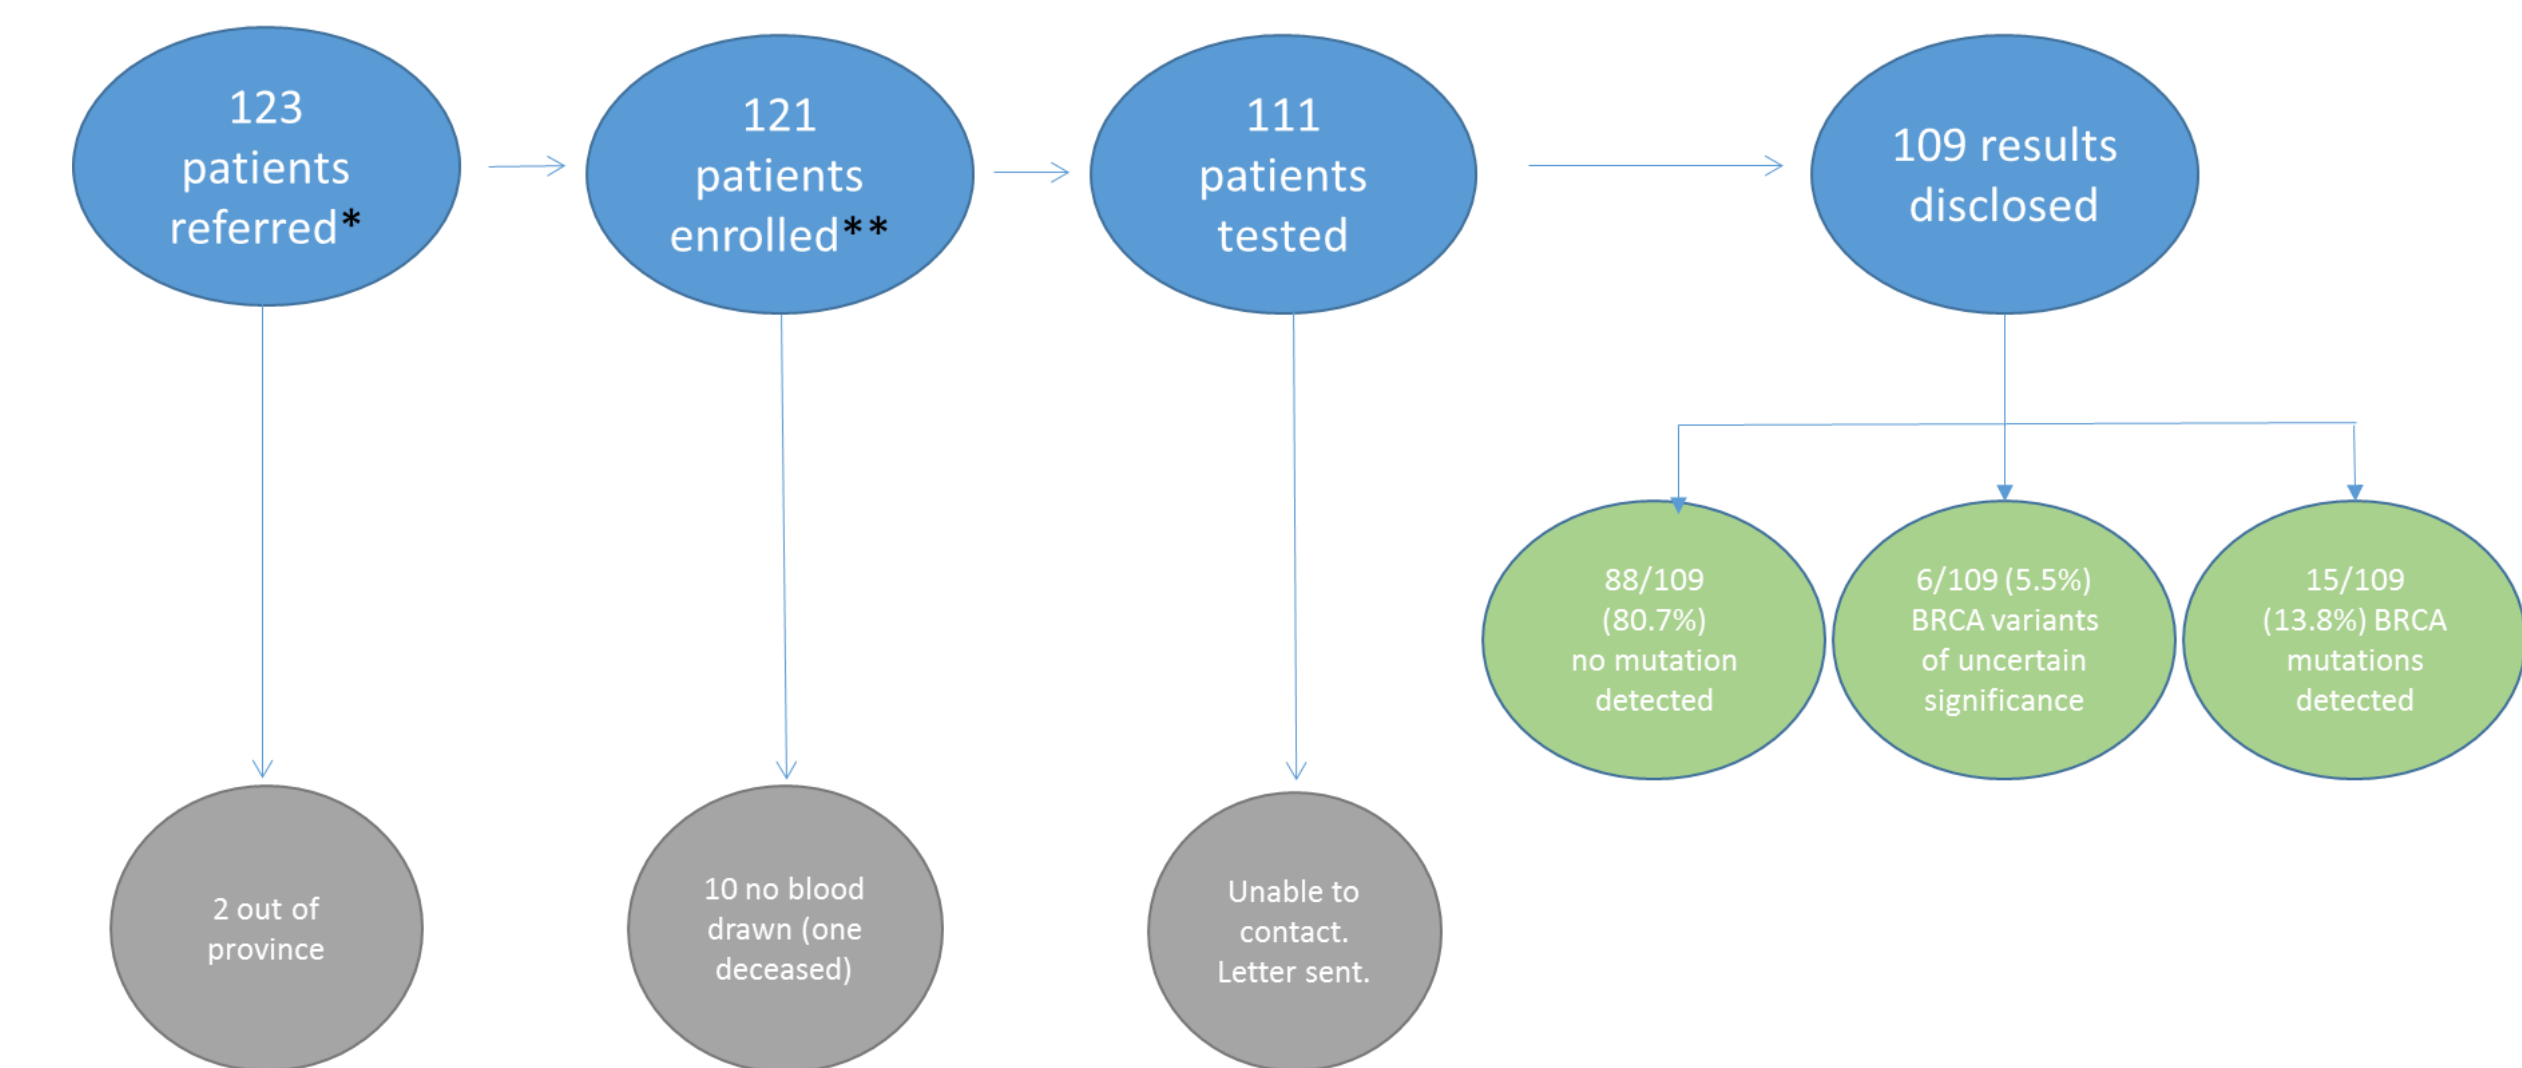 123
patients
referred*
121
patients
enrolled**
111
patients
tested
109 results
disclosed
88/109
(80.7%)
no mutation
detected
6/109 (5.5%)
BRCA variants
of uncertain
significance
15/109
(13.8%) BRCA
mutations
detected
2 out of
province
10 no blood
drawn (one
deceased)
Unable to
contact.
Letter sent.